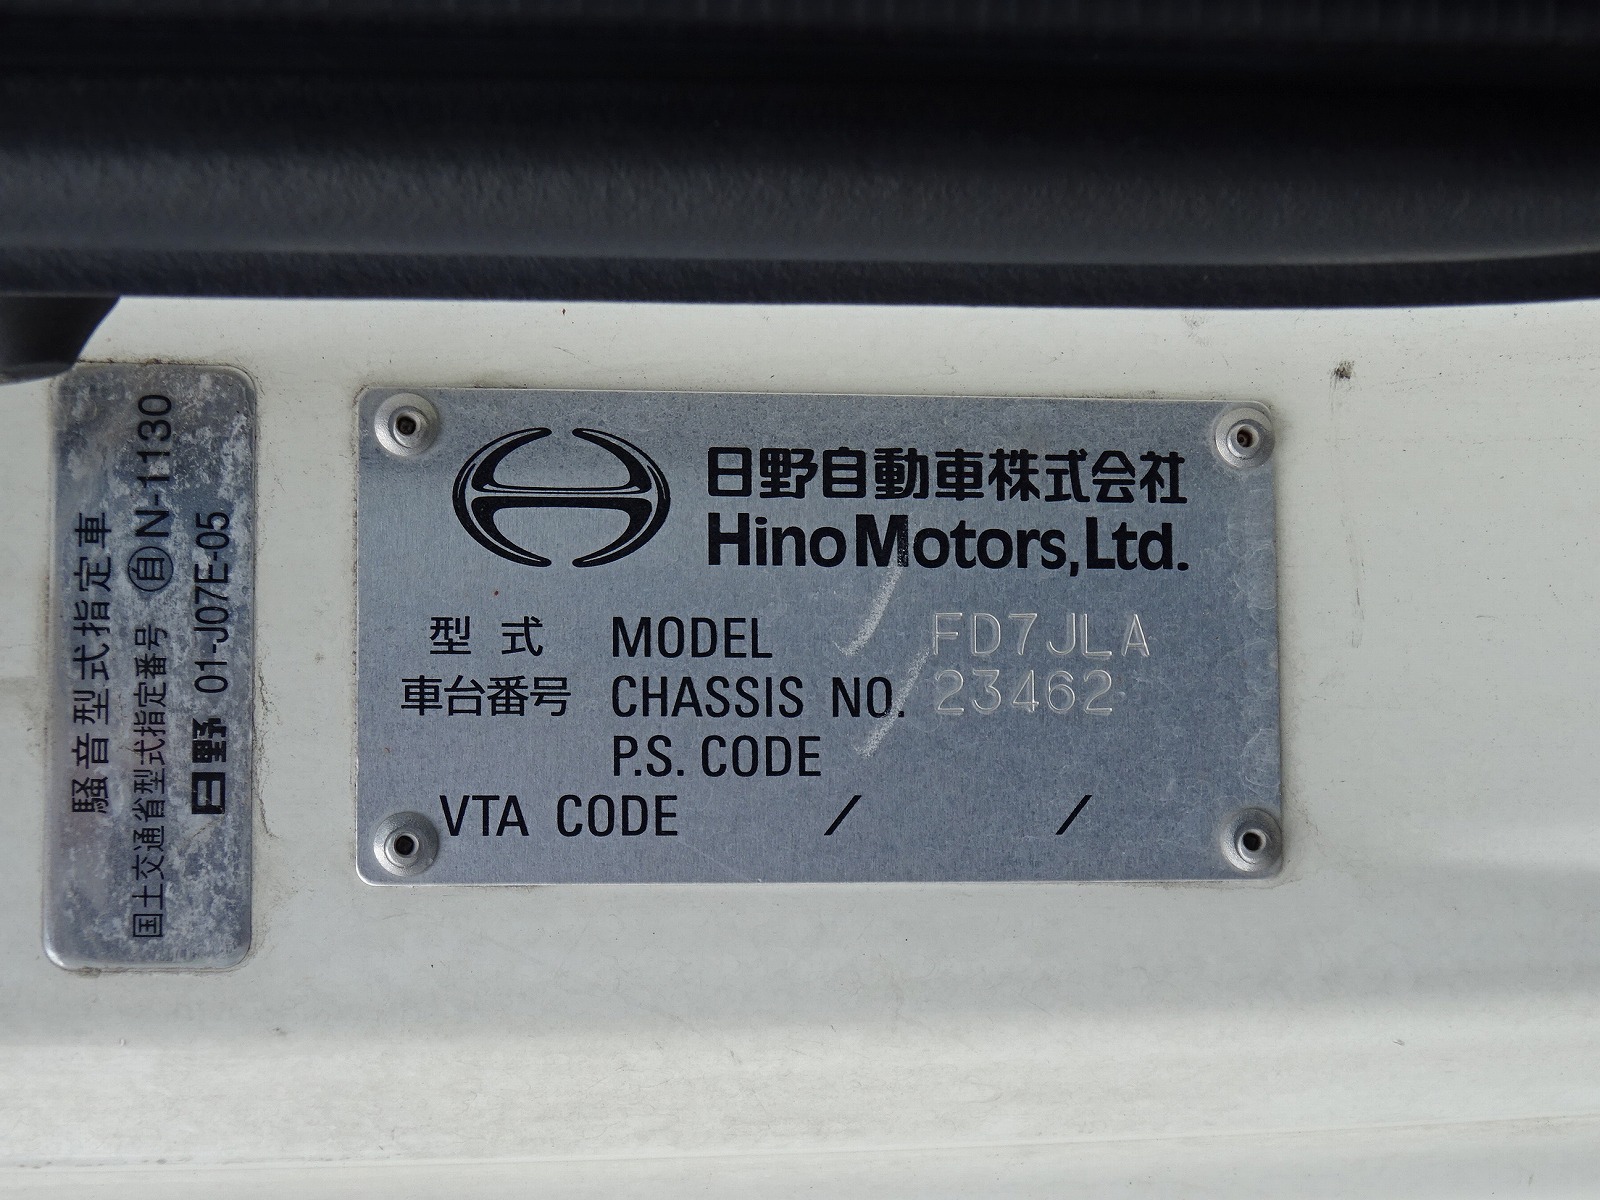 騒音型式指定車
国土交通省型式指定番号 自N-1130
日野 01-J07E-05
日野自動車株式会社
Hino Motors, Ltd.
型式 MODEL FD7JLA
車台番号 CHASSIS NO. 23462
P.S. CODE
VTA CODE / /